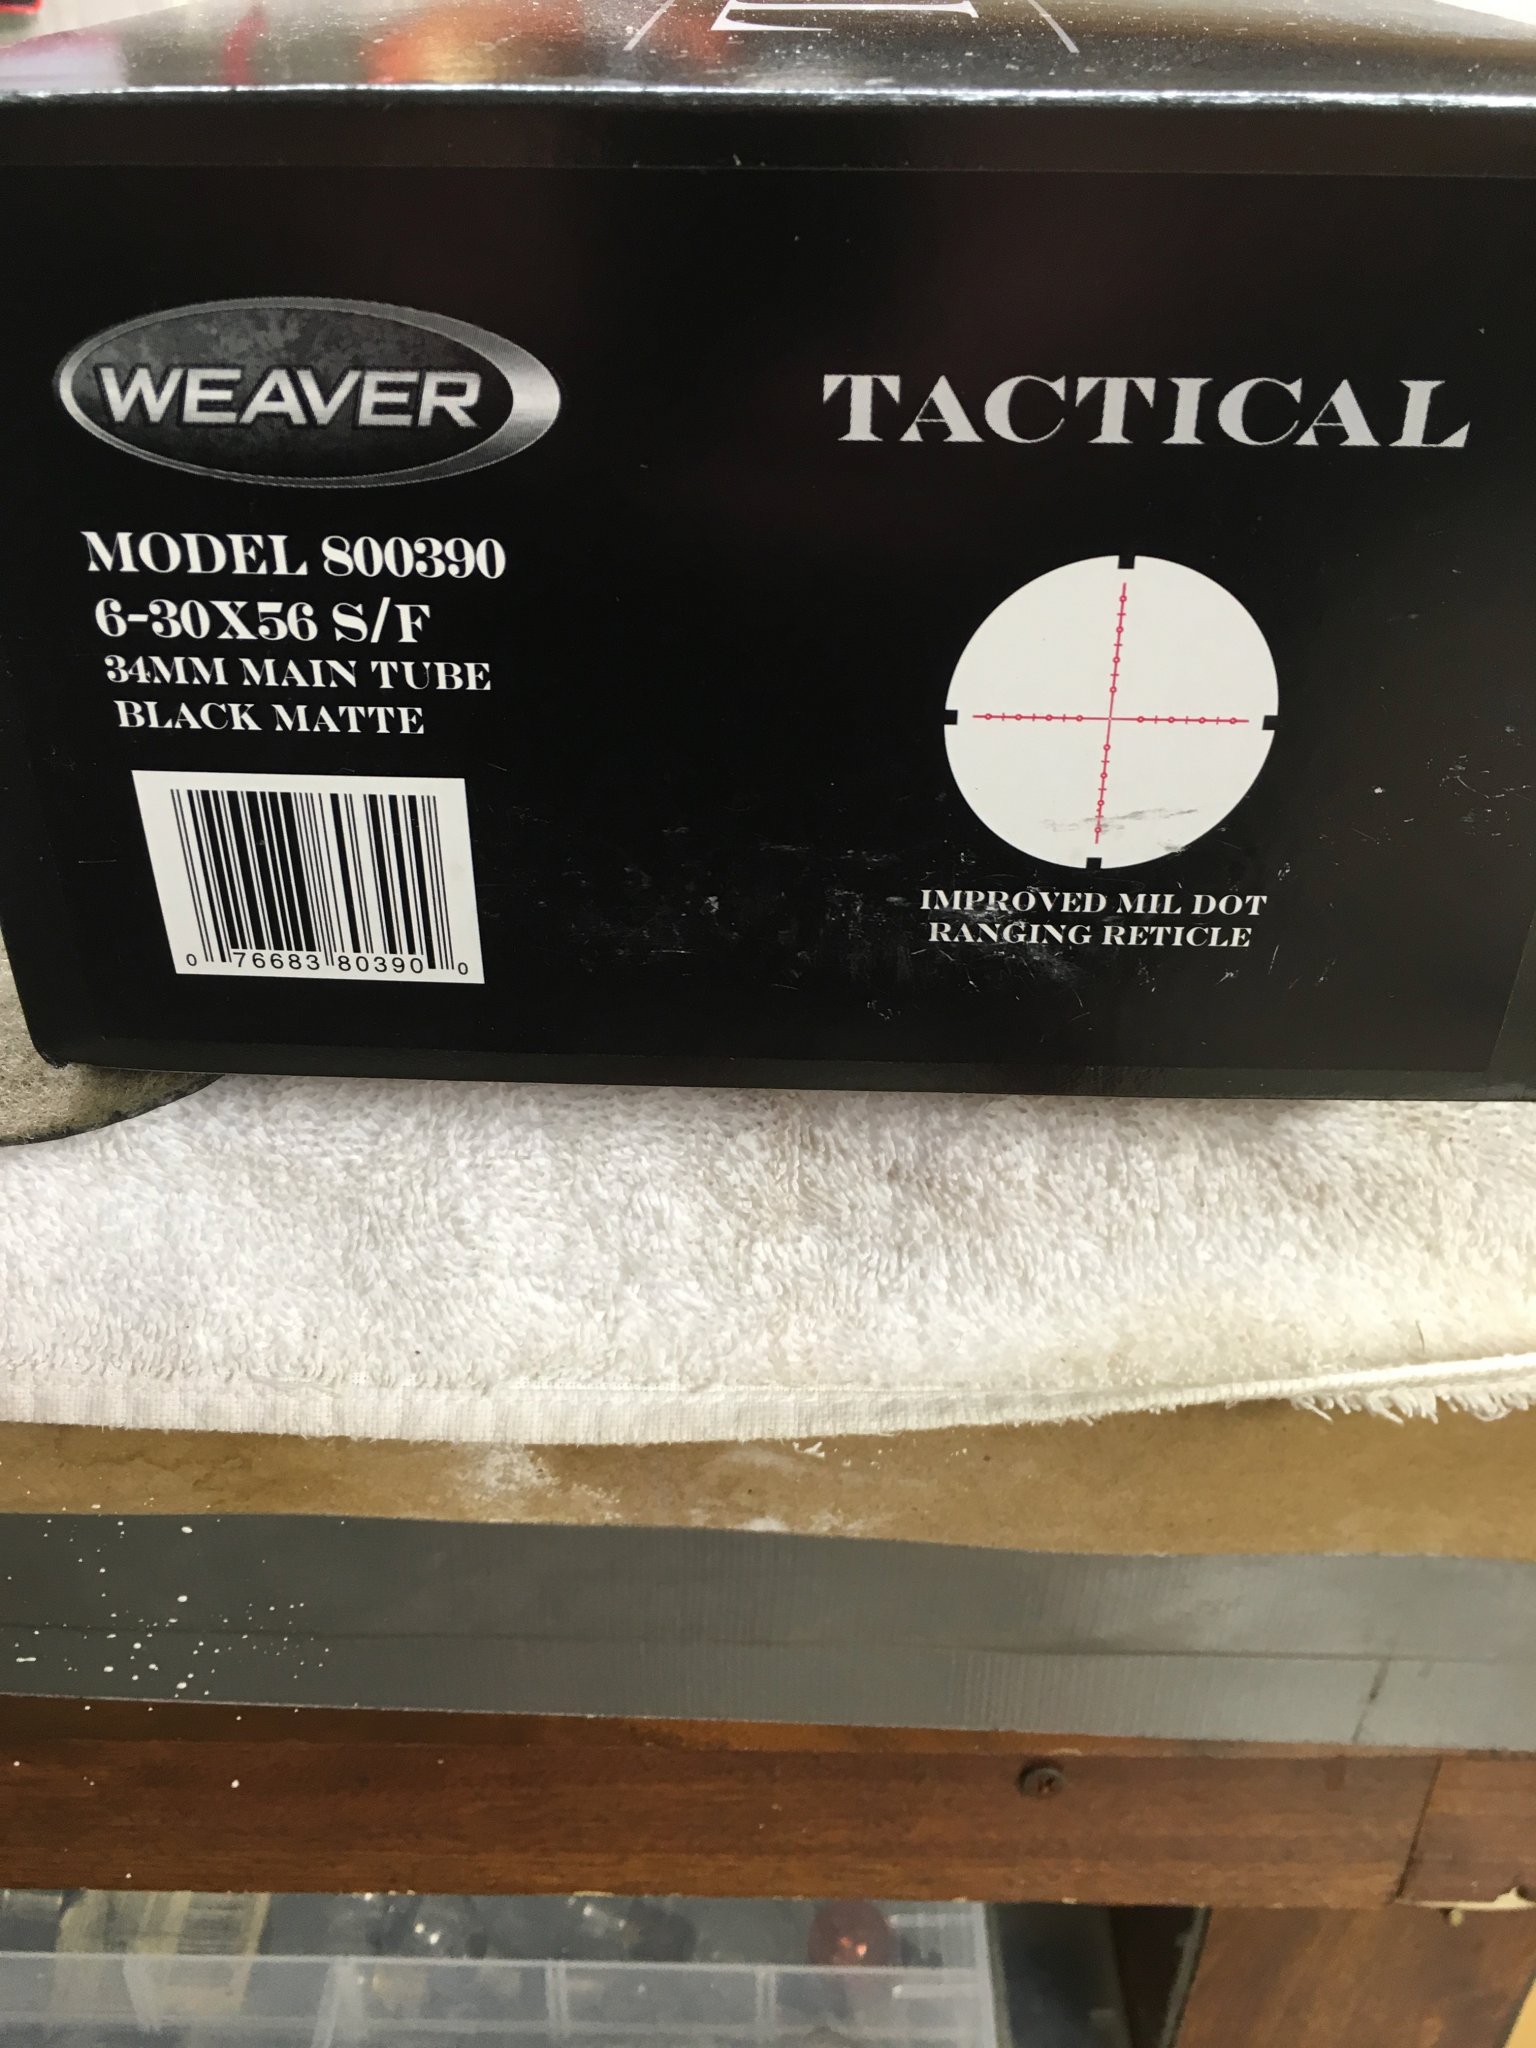 WEAVER
TACTICAL
MODEL 800390
6-30X56 S/F
34MM MAIN TUBE
BLACK MATTE
0 76683 80390 0
IMPROVED MIL DOT
RANGING RETICLE